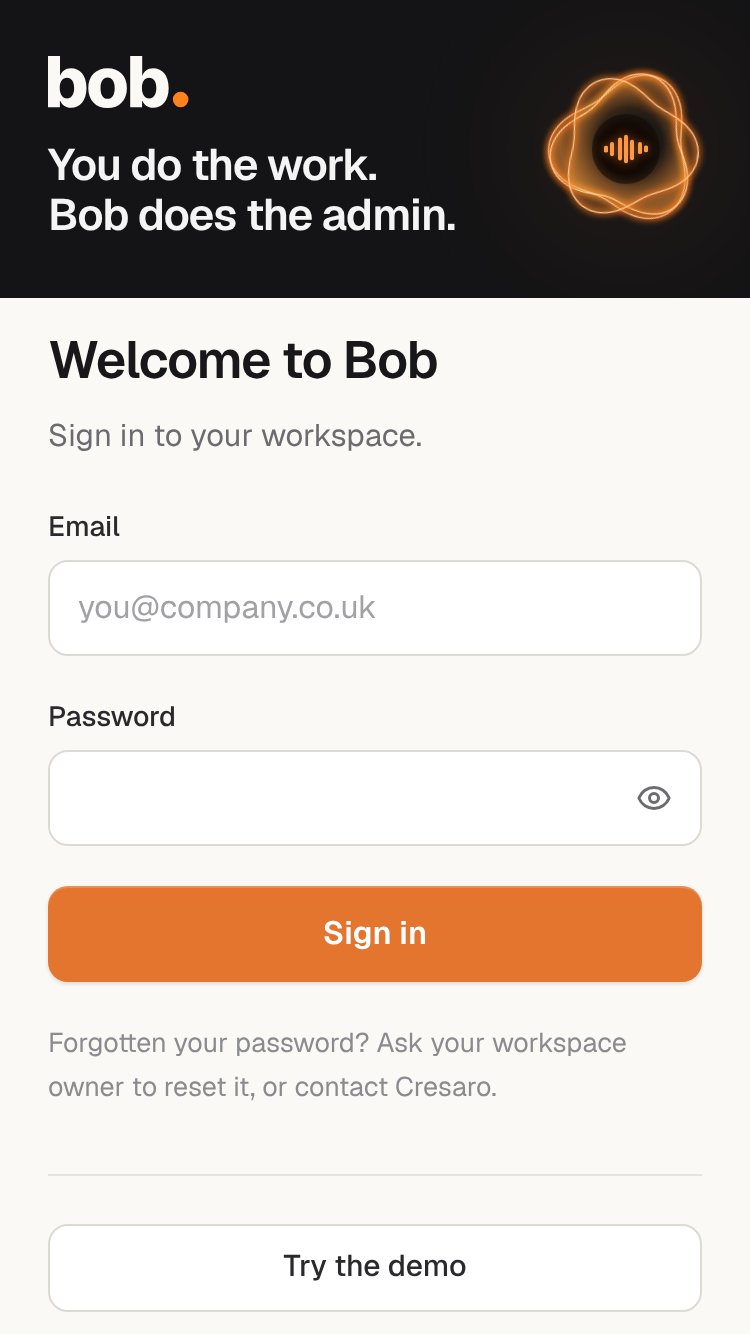 bob.
You do the work.
Bob does the admin.
Welcome to Bob
Sign in to your workspace.
Email
you@company.co.uk
Password
Sign in
Forgotten your password? Ask your workspace
owner to reset it, or contact Cresaro.
Try the demo